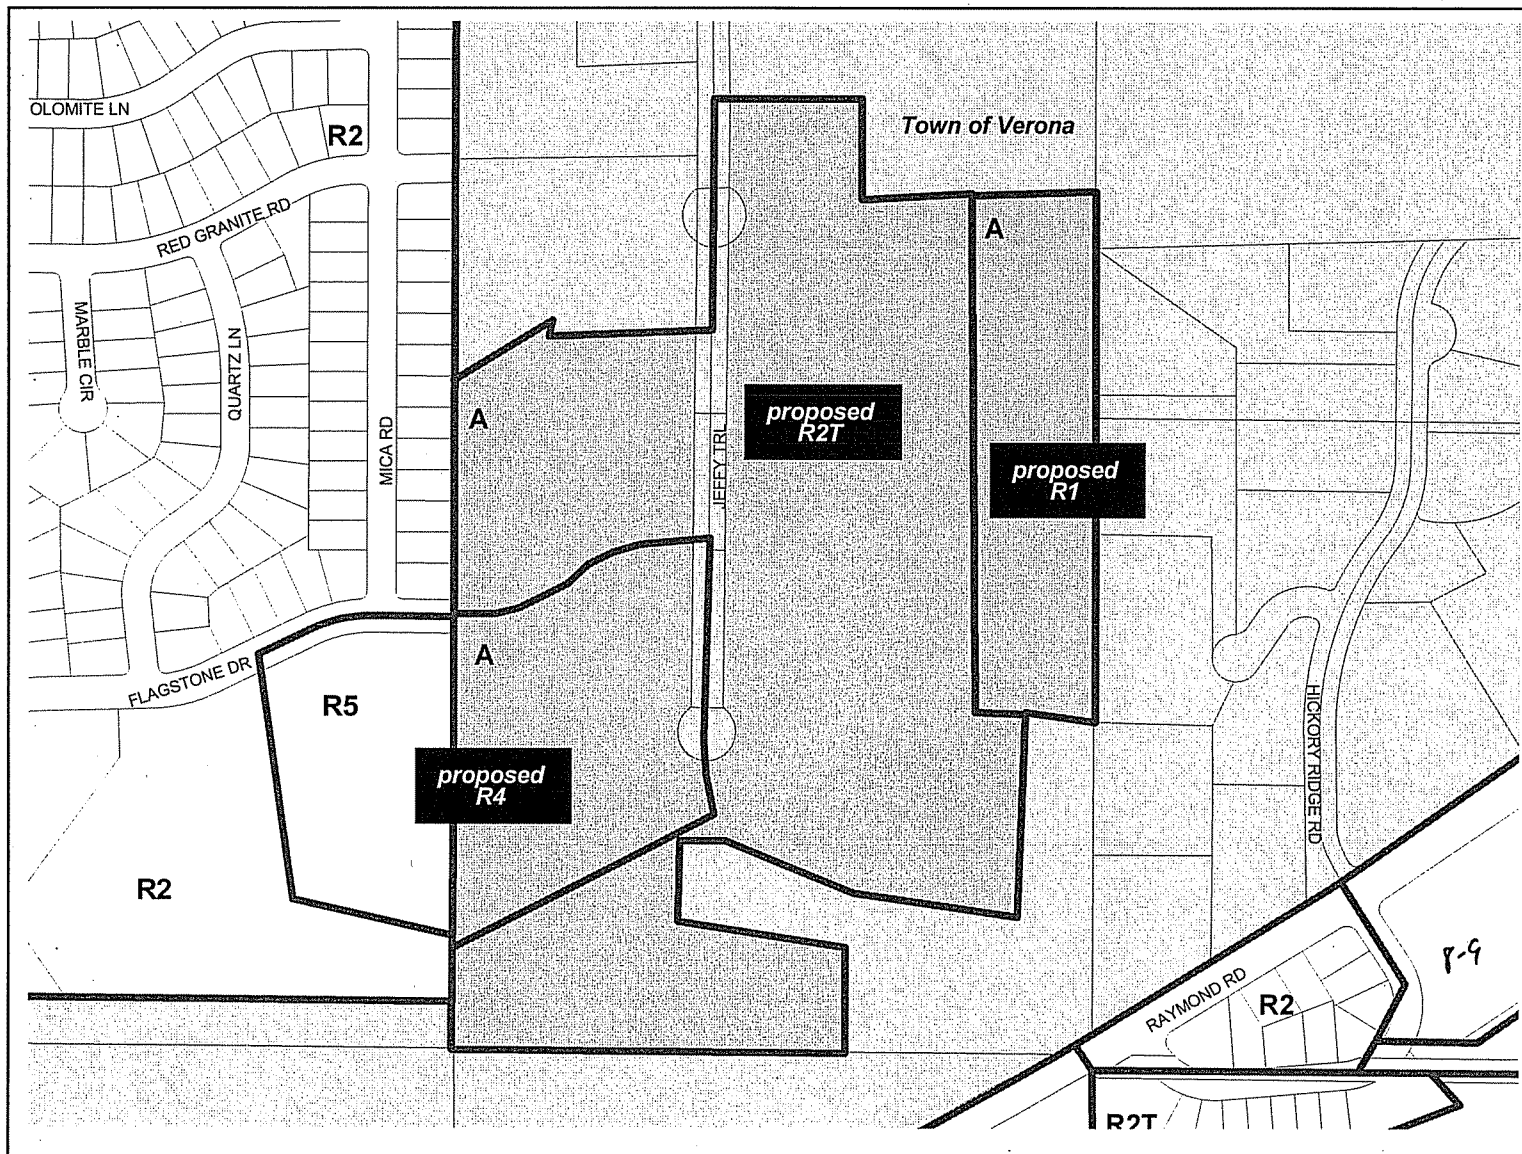 OLOMITE LN
R2
Town of Verona
RED GRANITE RD
A
MARBLE CIR
QUARTZ LN
MICA RD
A
JEFFY TRL
proposed
R2T
proposed
R1
A
FLAGSTONE DR
R5
HICKORY RIDGE RD
proposed
R4
R2
RAYMOND RD
R2
R2T